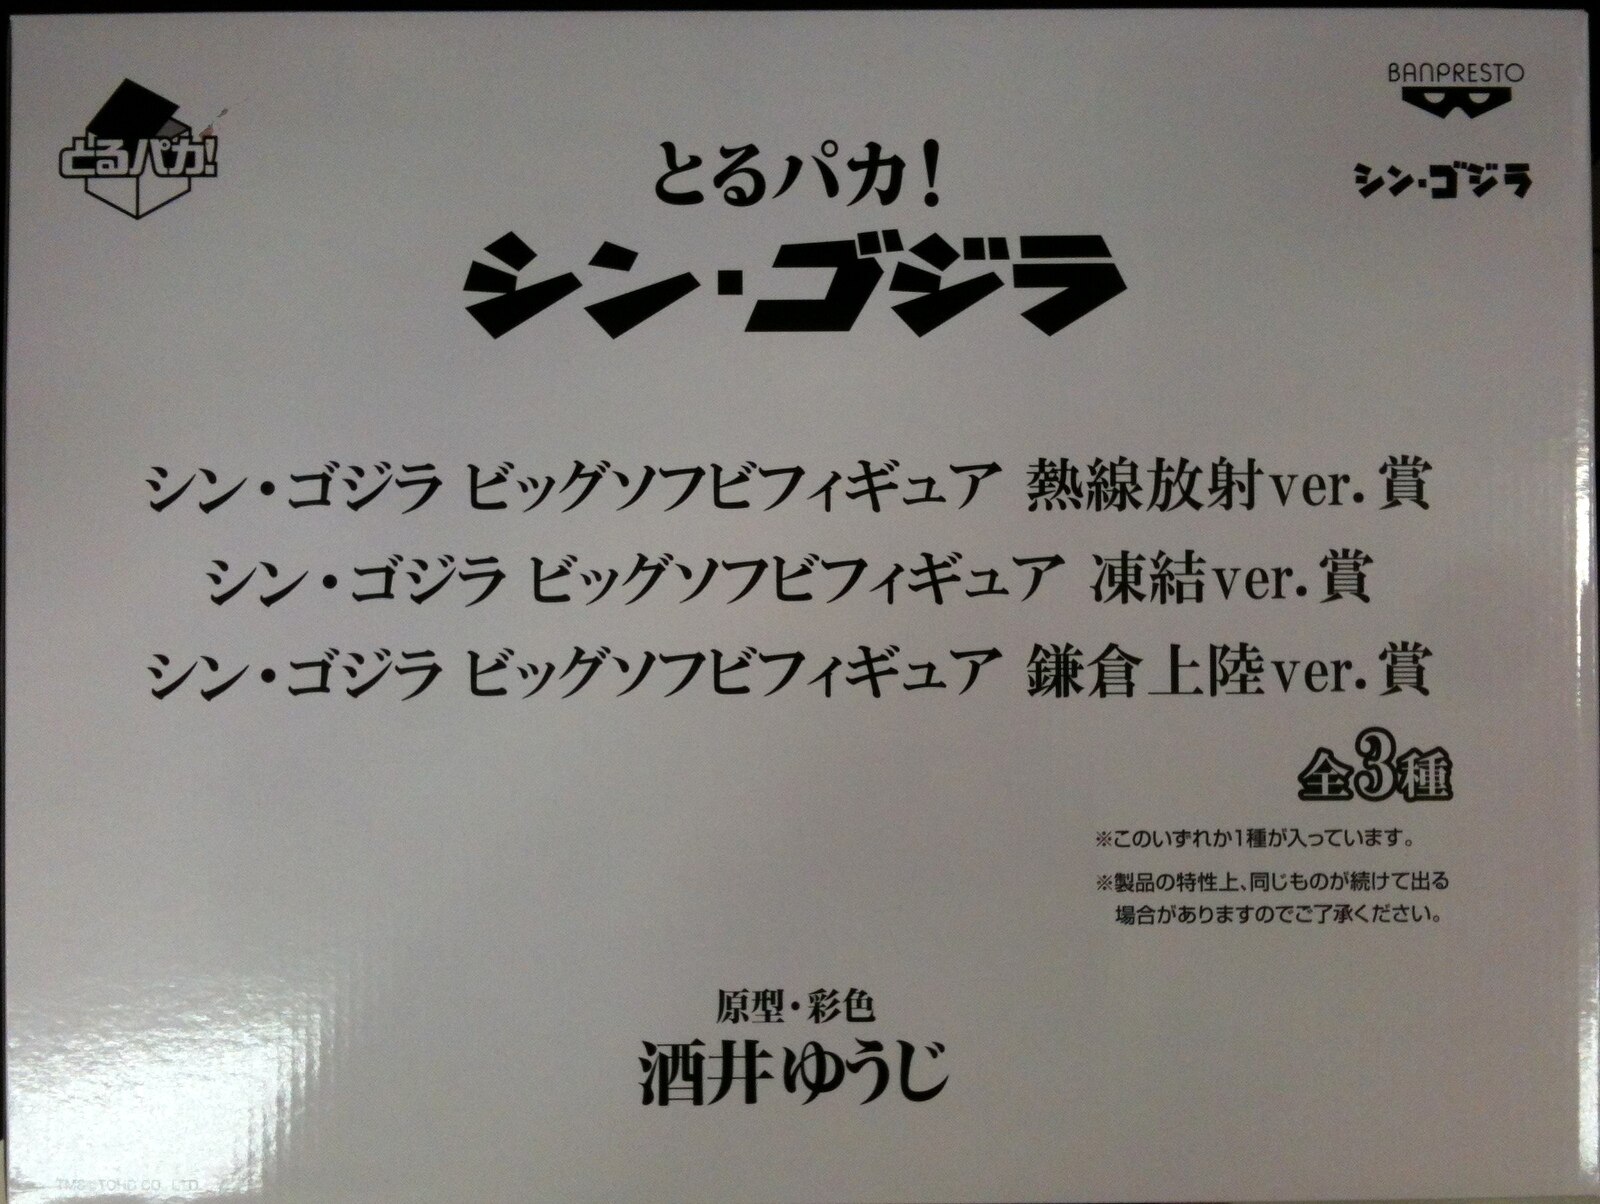 とるパカ!
BANPRESTO
シン・ゴジラ
とるパカ!
シン・ゴジラ
シン・ゴジラ ビッグソフビフィギュア 熱線放射ver.賞
シン・ゴジラ ビッグソフビフィギュア 凍結ver.賞
シン・ゴジラ ビッグソフビフィギュア 鎌倉上陸ver.賞
全3種
※このいずれか1種が入っています。
※製品の特性上、同じものが続けて出る
場合がありますのでご了承ください。
原型・彩色
酒井ゆうじ
CO., LTD.